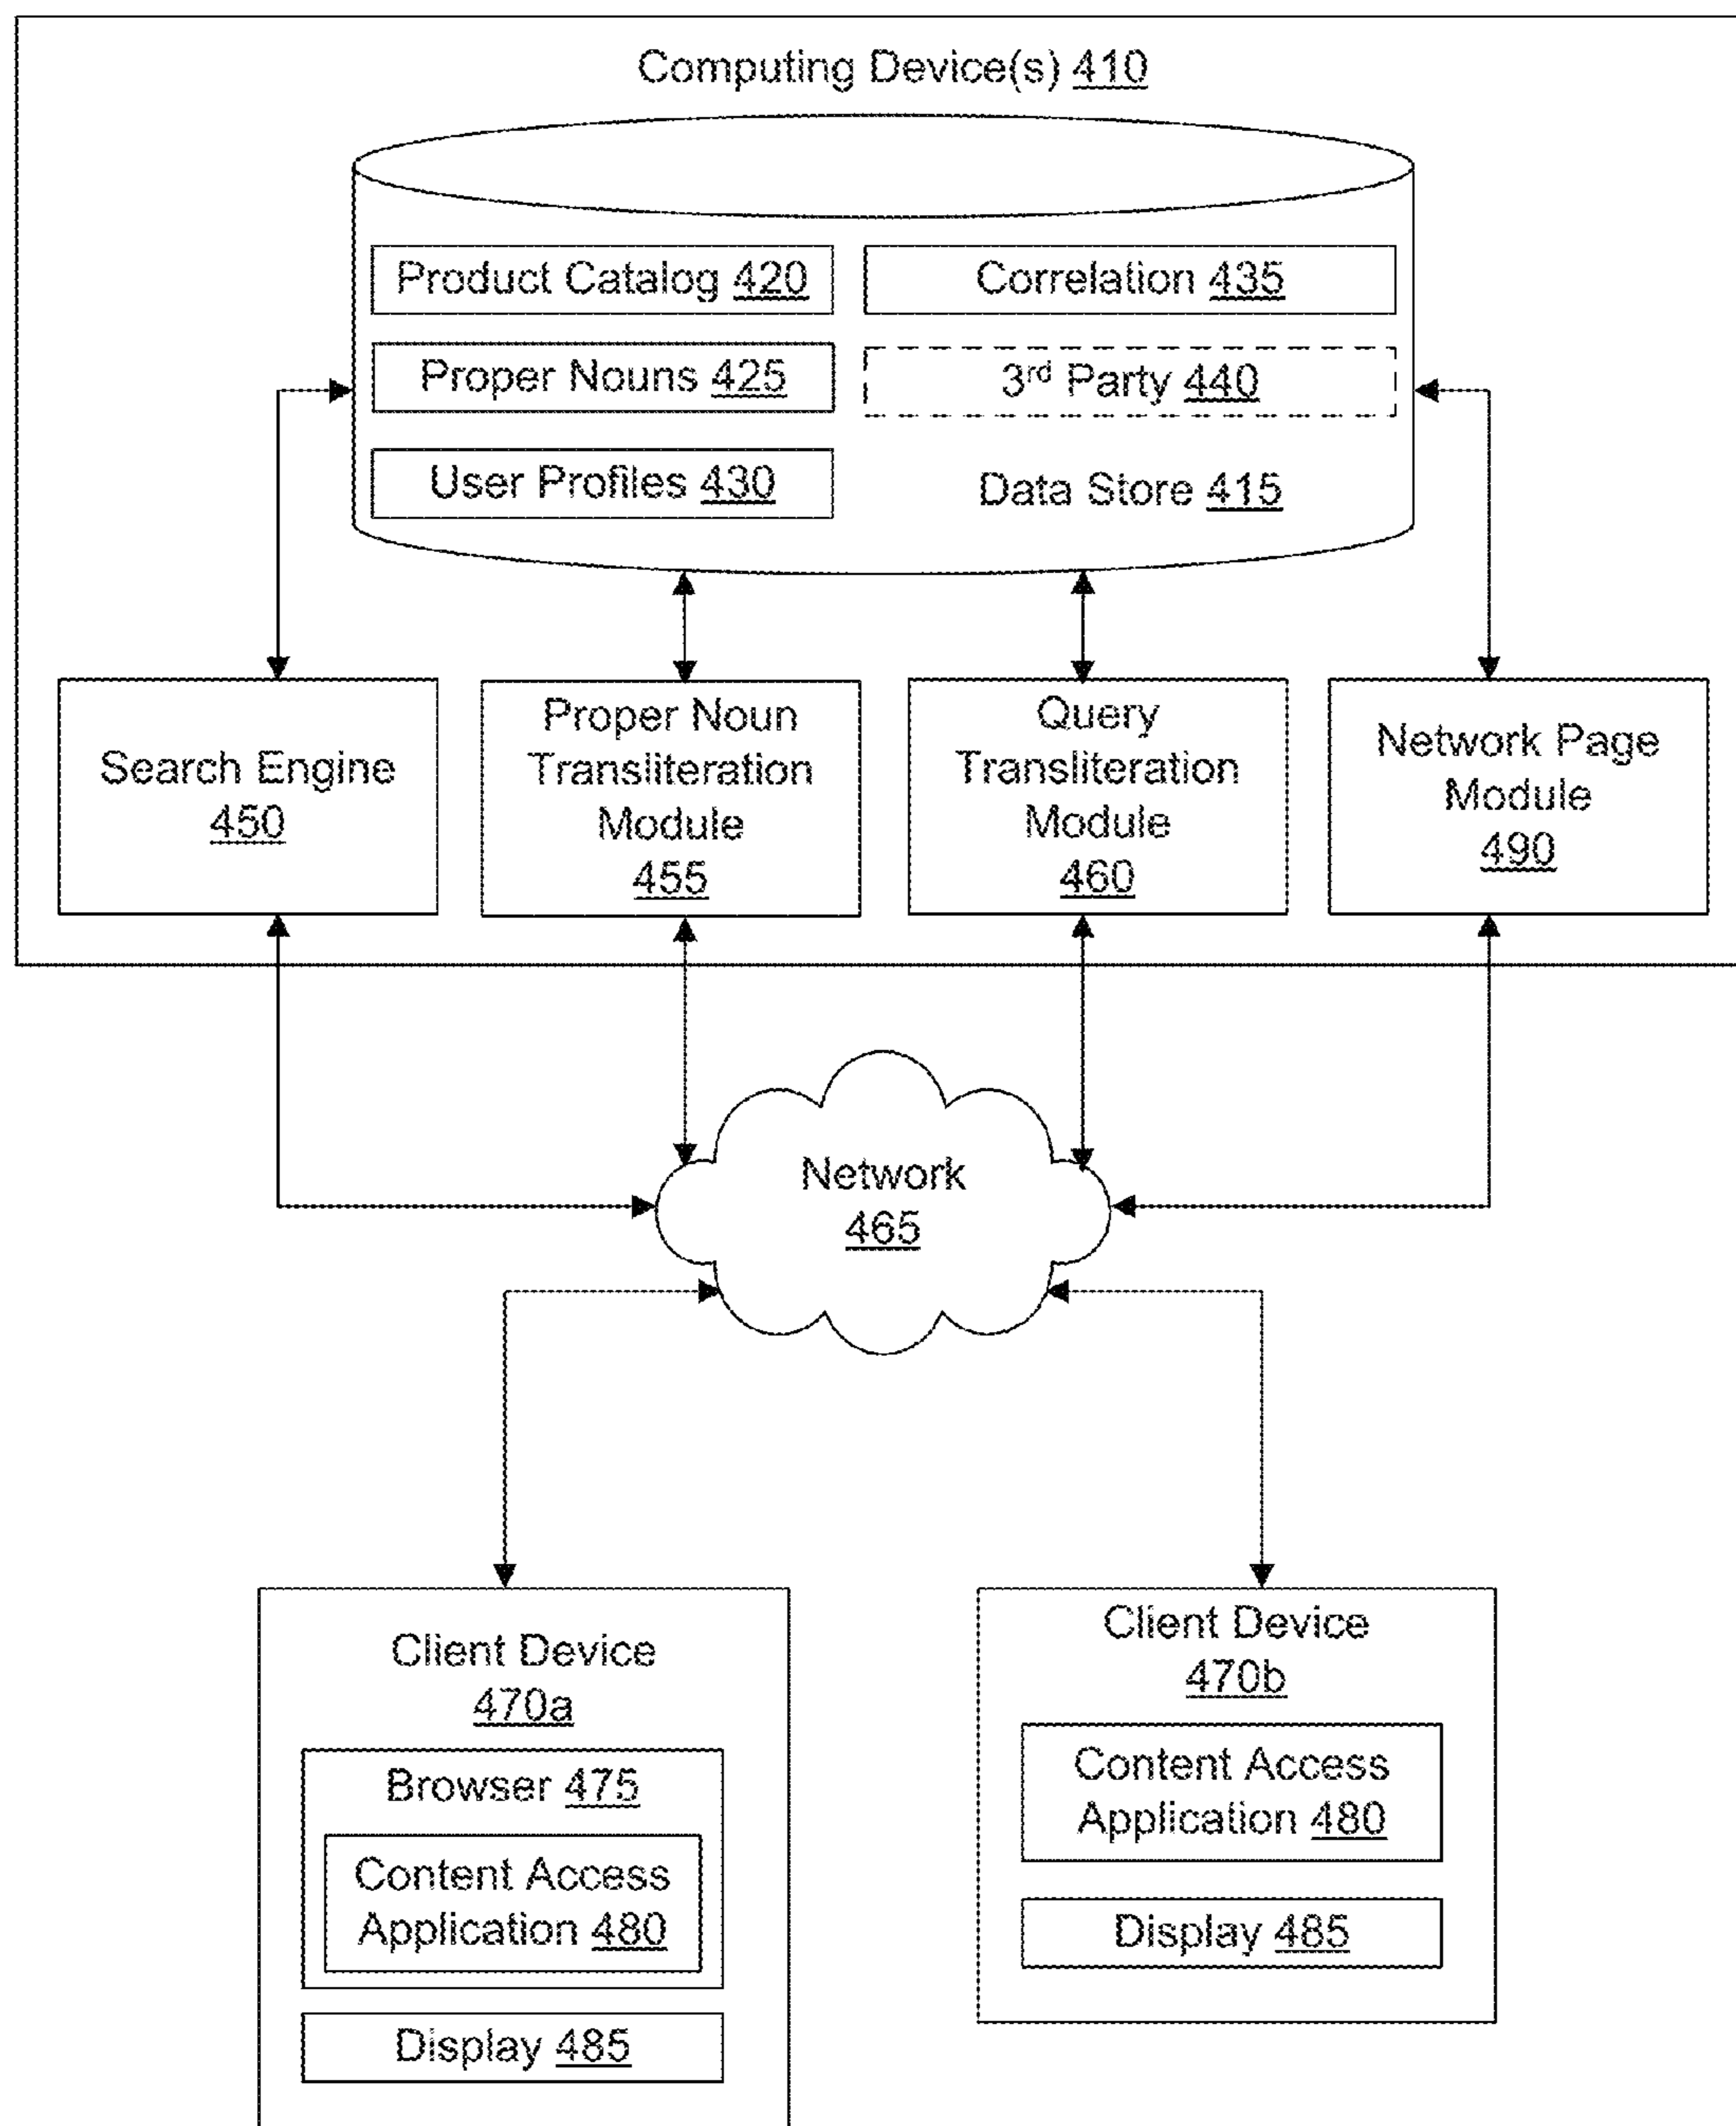 Computing Device(s) 410
Product Catalog 420
Correlation 435
Proper Nouns 425
3rd Party 440
User Profiles 430
Data Store 415
Search Engine
450
Proper Noun
Transliteration
Module
455
Query
Transliteration
Module
460
Network Page
Module
490
Network
465
Client Device
470a
Browser 475
Content Access
Application 480
Display 485
Client Device
470b
Content Access
Application 480
Display 485